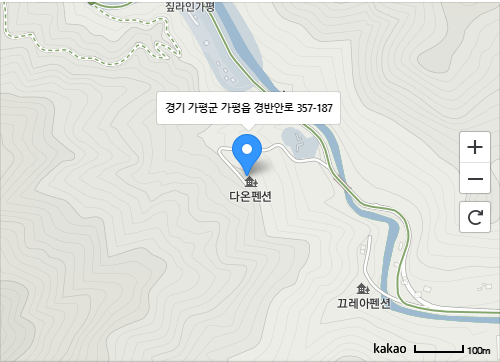 짚라인가평
경기 가평군 가평읍 경반안로 357-187
다온펜션
끄레아펜션
kakao
100m